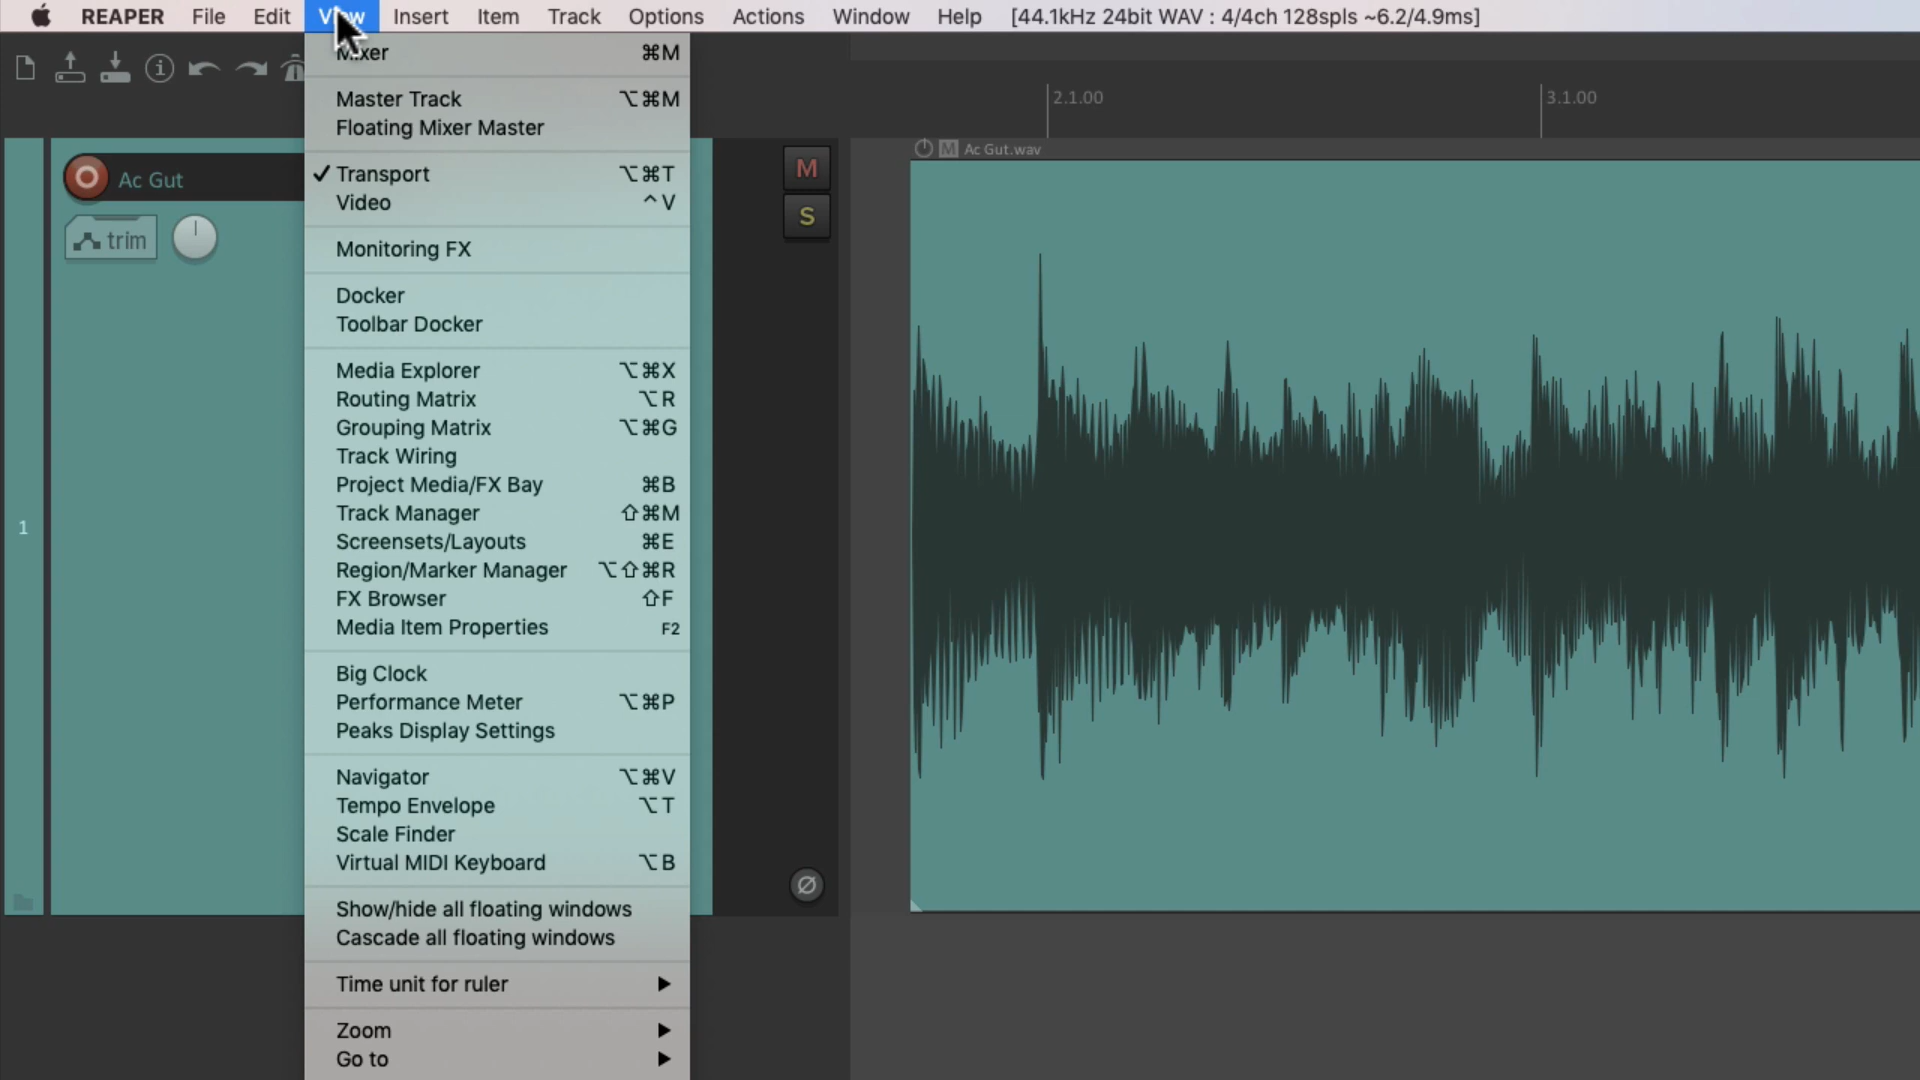 REAPER File Edit View Insert Item Track Options Actions Window Help [44.1kHz 24bit WAV : 4/4ch 128spls ~6.2/4.9ms]
Mixer ⌘M
Master Track ⌥⌘M
Floating Mixer Master
✓ Transport ⌥⌘T
Video ^V
Monitoring FX
Docker
Toolbar Docker
Media Explorer ⌥⌘X
Routing Matrix ⌥R
Grouping Matrix ⌥⌘G
Track Wiring
Project Media/FX Bay ⌘B
Track Manager ⇧⌘M
Screensets/Layouts ⌘E
Region/Marker Manager ⌥⇧⌘R
FX Browser ⇧F
Media Item Properties F2
Big Clock
Performance Meter ⌥⌘P
Peaks Display Settings
Navigator ⌥⌘V
Tempo Envelope ⌥T
Scale Finder
Virtual MIDI Keyboard ⌥B
Show/hide all floating windows
Cascade all floating windows
Time unit for ruler ▶
Zoom ▶
Go to ▶
1
Ac Gut
trim
M
S
2.1.00
3.1.00
M Ac Gut.wav